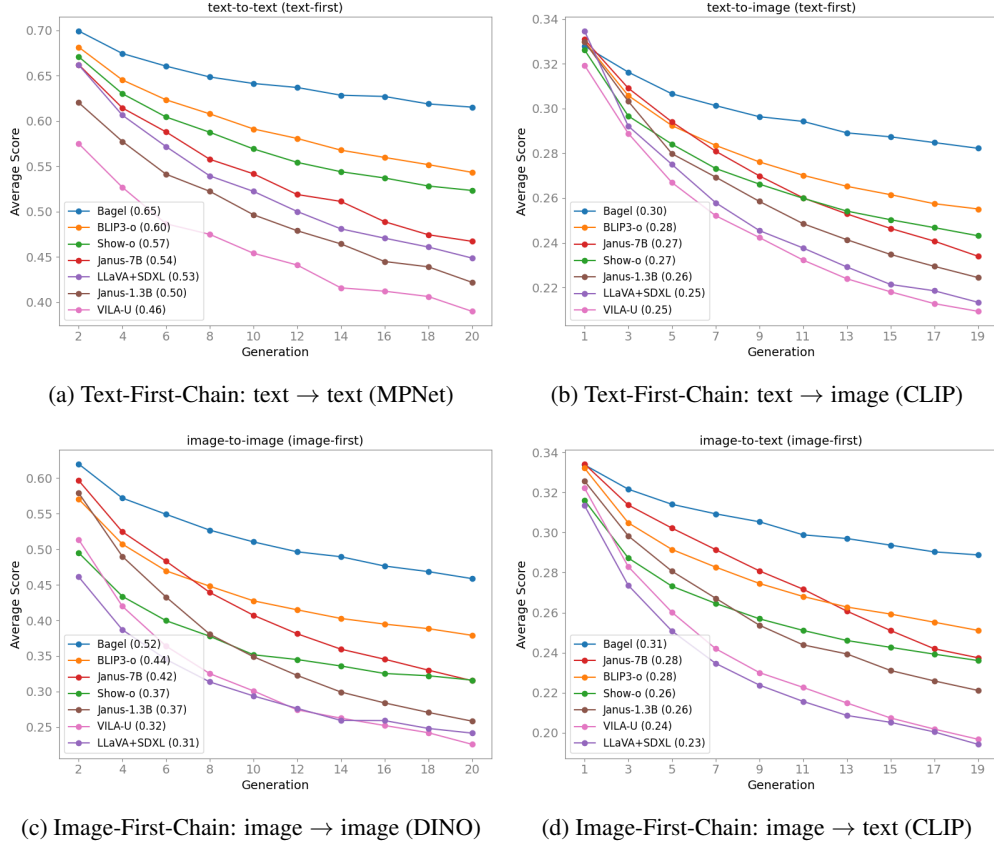 text-to-text (text-first)
0.70
0.65
0.60
0.55
0.50
0.45
0.40
Average Score
Bagel (0.65)
BLIP3-o (0.60)
Show-o (0.57)
Janus-7B (0.54)
LLaVA+SDXL (0.53)
Janus-1.3B (0.50)
VILA-U (0.46)
2 4 6 8 10 12 14 16 18 20
Generation
(a) Text-First-Chain: text → text (MPNet)
text-to-image (text-first)
0.34
0.32
0.30
0.28
0.26
0.24
0.22
Average Score
Bagel (0.30)
BLIP3-o (0.28)
Janus-7B (0.27)
Show-o (0.27)
Janus-1.3B (0.26)
LLaVA+SDXL (0.25)
VILA-U (0.25)
1 3 5 7 9 11 13 15 17 19
Generation
(b) Text-First-Chain: text → image (CLIP)
image-to-image (image-first)
0.60
0.55
0.50
0.45
0.40
0.35
0.30
0.25
Average Score
Bagel (0.52)
BLIP3-o (0.44)
Janus-7B (0.42)
Show-o (0.37)
Janus-1.3B (0.37)
VILA-U (0.32)
LLaVA+SDXL (0.31)
2 4 6 8 10 12 14 16 18 20
Generation
(c) Image-First-Chain: image → image (DINO)
image-to-text (image-first)
0.34
0.32
0.30
0.28
0.26
0.24
0.22
0.20
Average Score
Bagel (0.31)
Janus-7B (0.28)
BLIP3-o (0.28)
Show-o (0.26)
Janus-1.3B (0.26)
VILA-U (0.24)
LLaVA+SDXL (0.23)
1 3 5 7 9 11 13 15 17 19
Generation
(d) Image-First-Chain: image → text (CLIP)